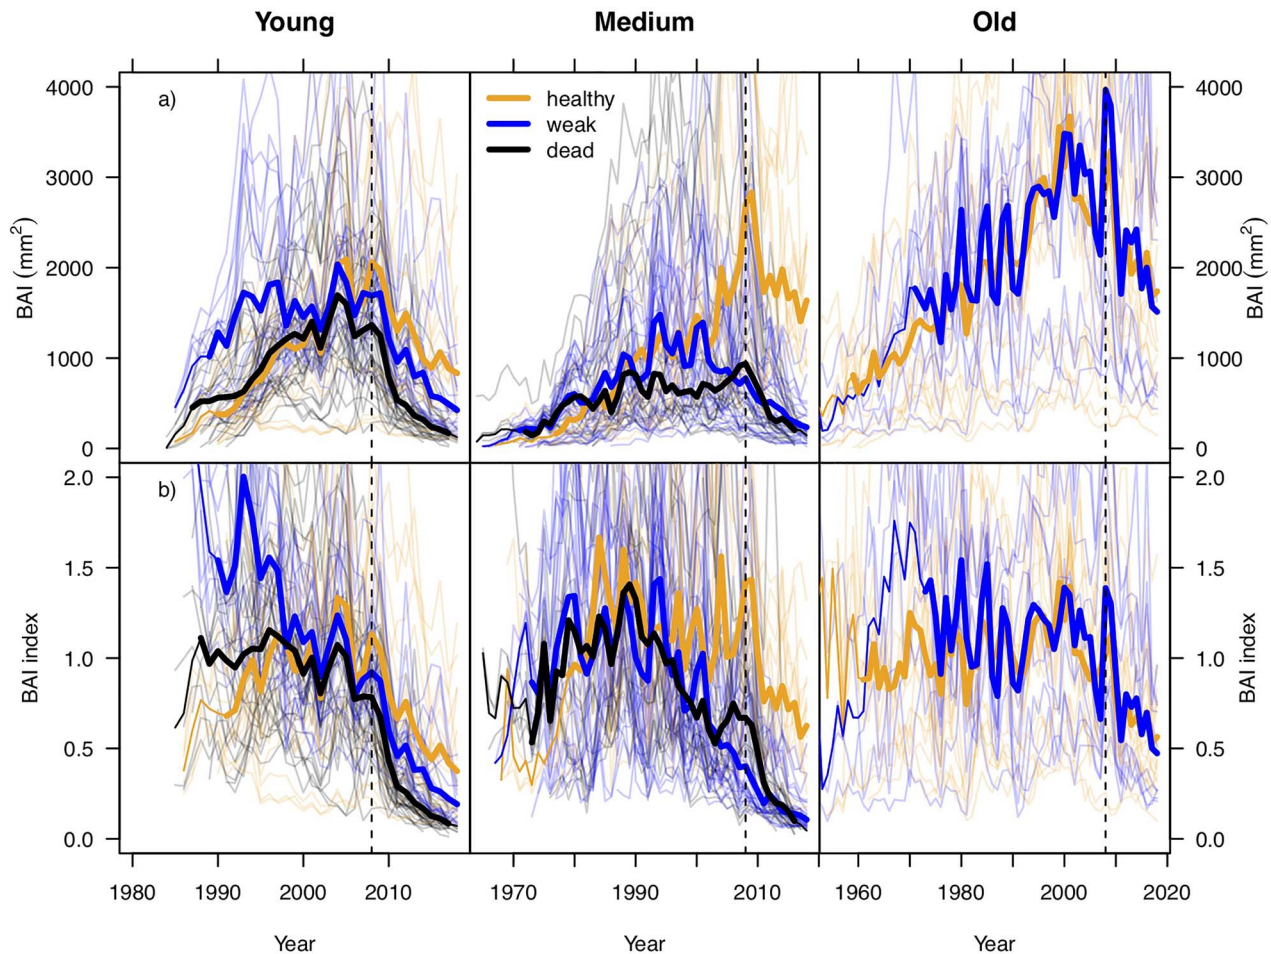 Young Medium Old
a)
healthy
weak
dead
4000
3000
2000
1000
0
BAI (mm²)
4000
3000
2000
1000
0
BAI (mm²)
b)
2.0
1.5
1.0
0.5
0.0
BAI index
2.0
1.5
1.0
0.5
0.0
BAI index
1980 1990 2000 2010 1970 1990 2010 1960 1980 2000 2020
Year Year Year